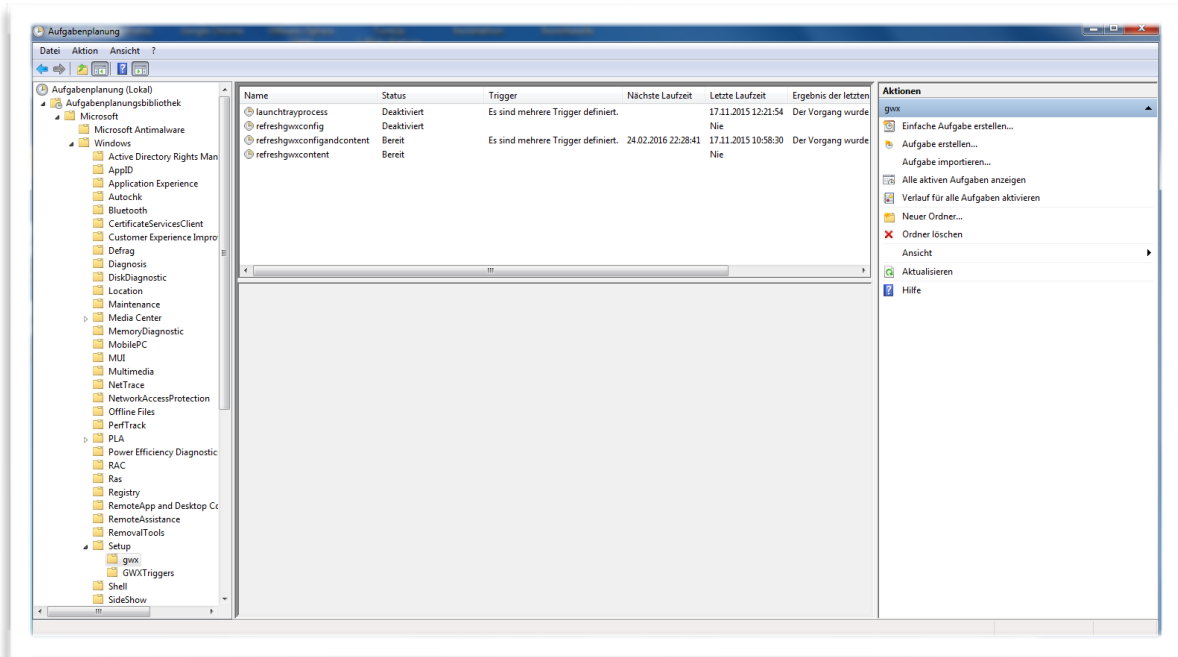 Aufgabenplanung
Datei Aktion Ansicht ?
Aufgabenplanung (Lokal)
Aufgabenplanungsbibliothek
Microsoft
Microsoft Antimalware
Windows
Active Directory Rights Man
AppID
Application Experience
Autochk
Bluetooth
CertificateServicesClient
Customer Experience Impro
Defrag
Diagnosis
DiskDiagnostic
Location
Maintenance
Media Center
MemoryDiagnostic
MobilePC
MUI
Multimedia
NetTrace
NetworkAccessProtection
Offline Files
PerfTrack
PLA
Power Efficiency Diagnostic
RAC
Ras
Registry
RemoteApp and Desktop Co
RemoteAssistance
RemovalTools
Setup
gwx
GWXTriggers
Shell
SideShow
Name Status Trigger Nächste Laufzeit Letzte Laufzeit Ergebnis der letzten
launchtrayprocess Deaktiviert Es sind mehrere Trigger definiert. 17.11.2015 12:21:54 Der Vorgang wurde
refreshgwxconfig Deaktiviert Nie
refreshgwxconfigandcontent Bereit Es sind mehrere Trigger definiert. 24.02.2016 22:28:41 17.11.2015 10:58:30 Der Vorgang wurde
refreshgwxcontent Bereit Nie
Aktionen
gwx
Einfache Aufgabe erstellen...
Aufgabe erstellen...
Aufgabe importieren...
Alle aktiven Aufgaben anzeigen
Verlauf für alle Aufgaben aktivieren
Neuer Ordner...
Ordner löschen
Ansicht
Aktualisieren
Hilfe